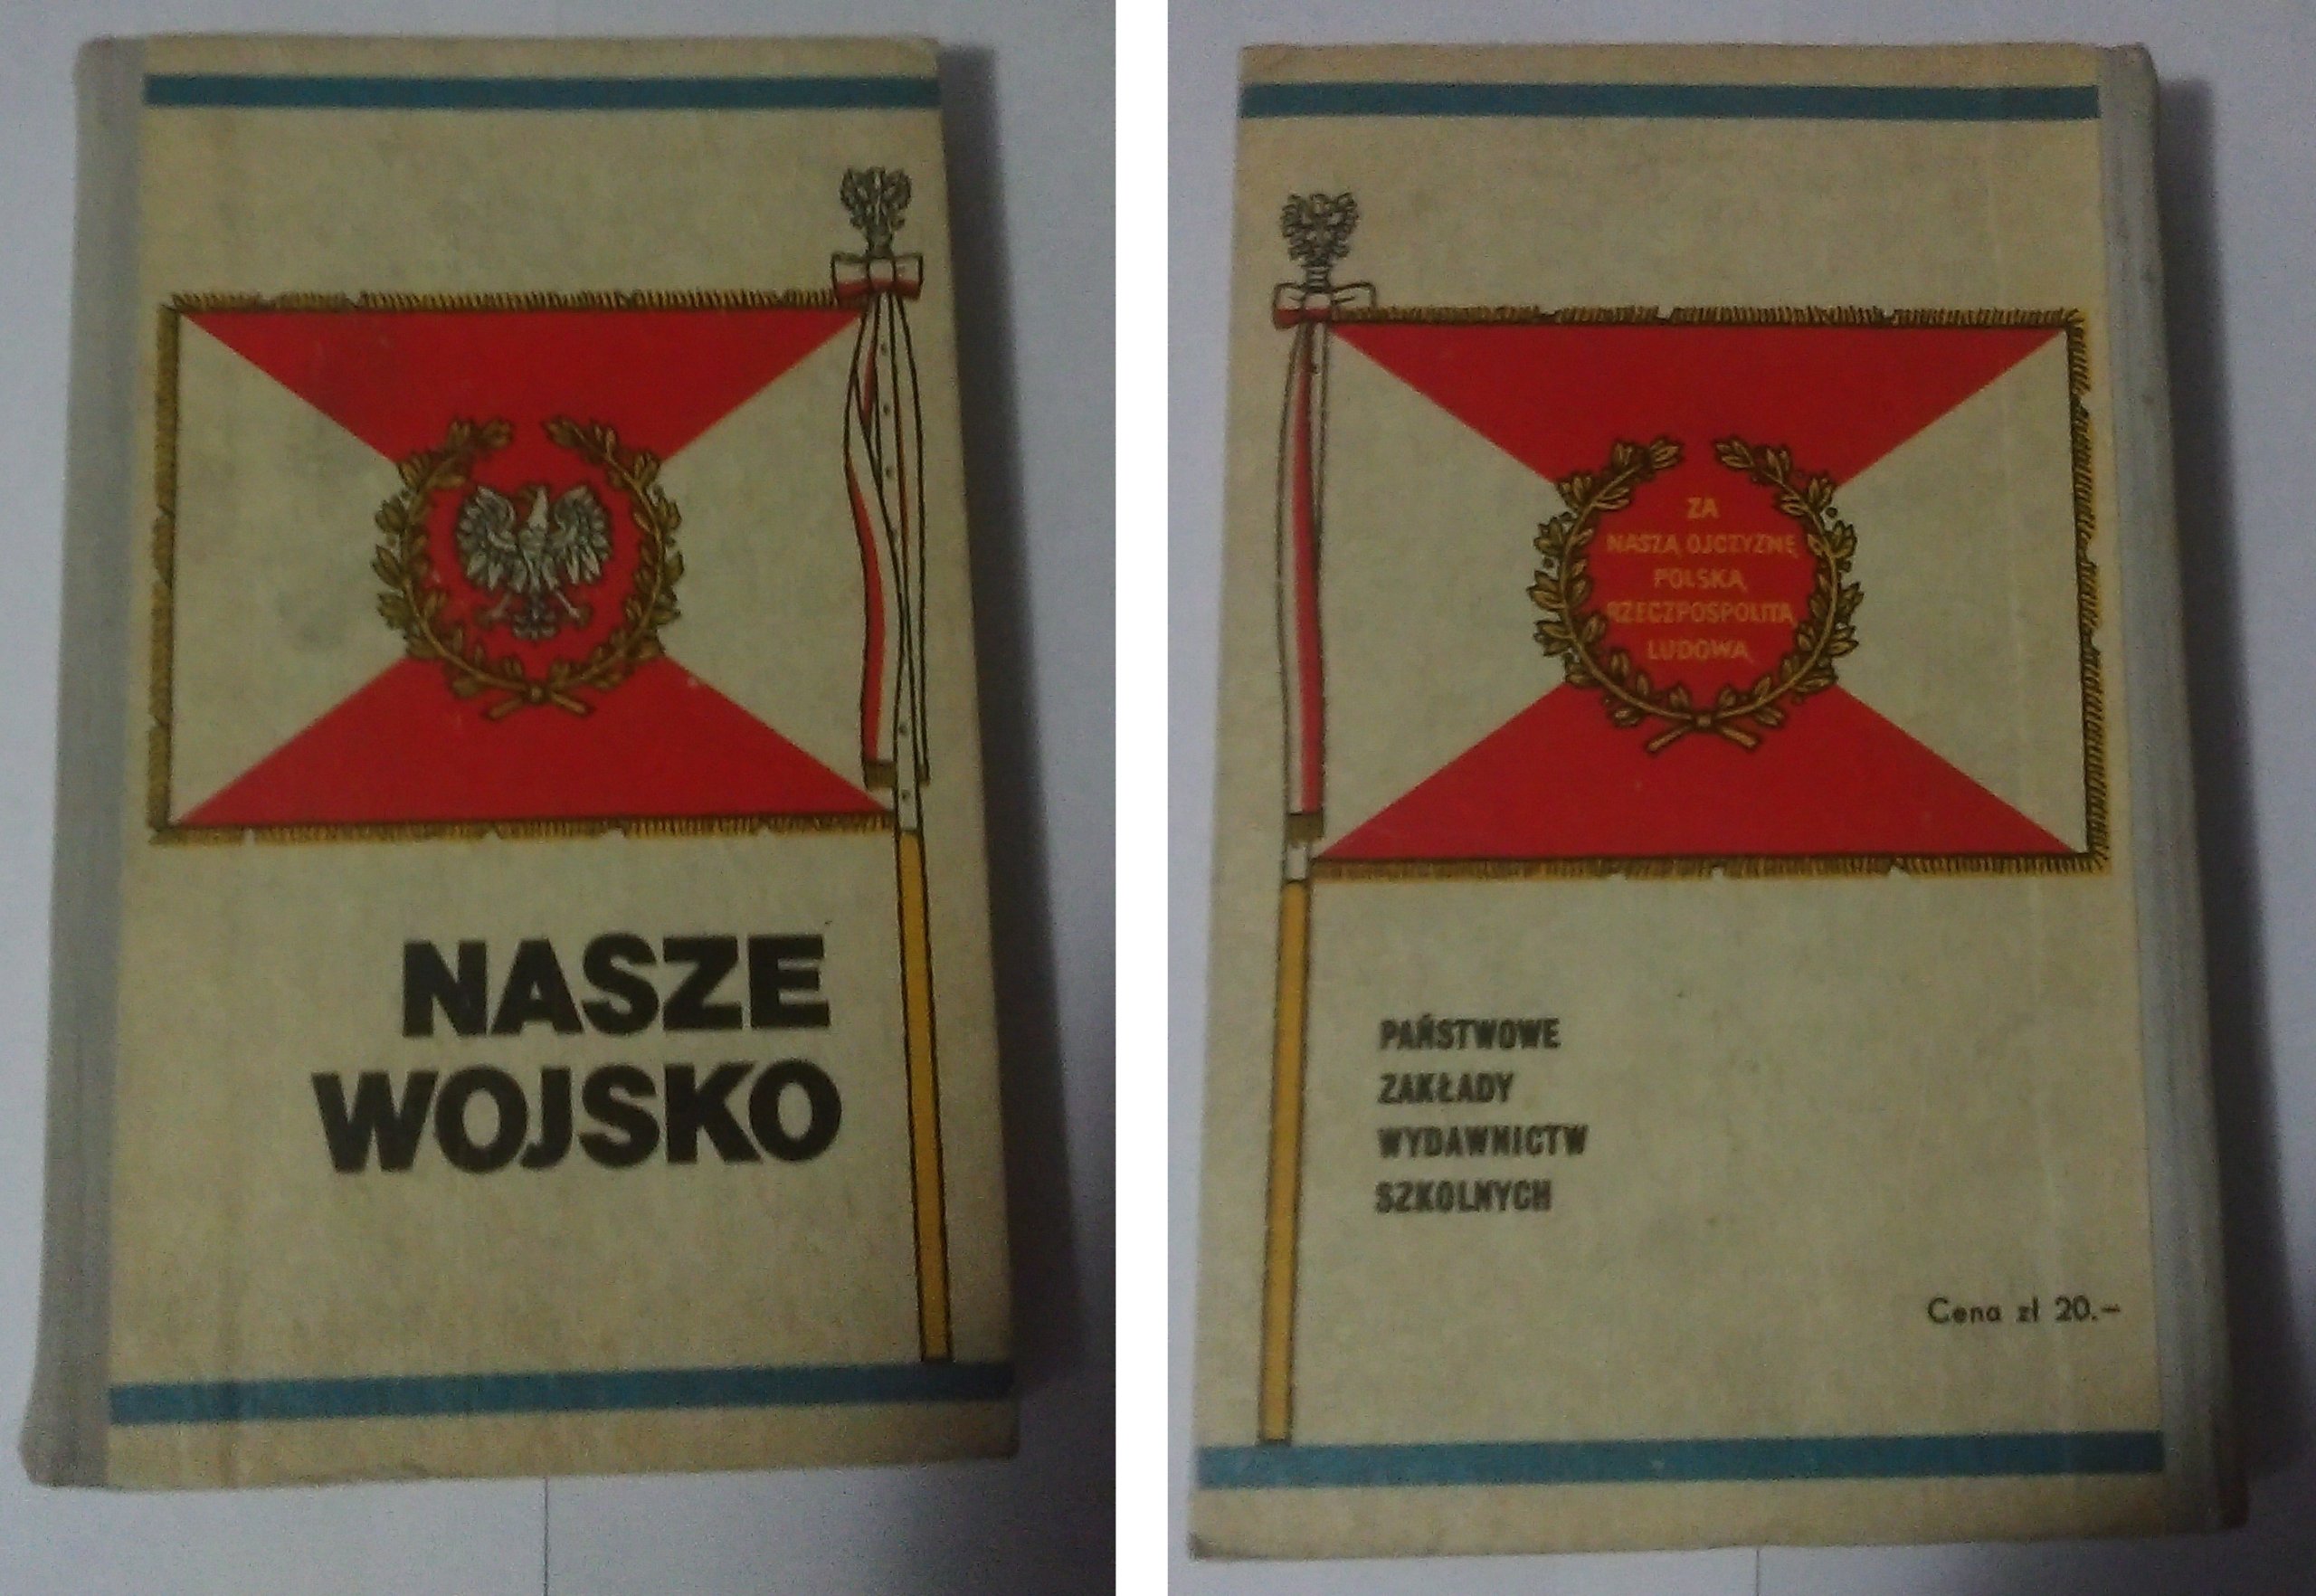 NASZE
WOJSKO
ZA
NASZĄ OJCZYZNĘ
POLSKĄ
RZECZPOSPOLITĄ
LUDOWĄ
PAŃSTWOWE
ZAKŁADY
WYDAWNICTW
SZKOLNYCH
Cena zł 20.–